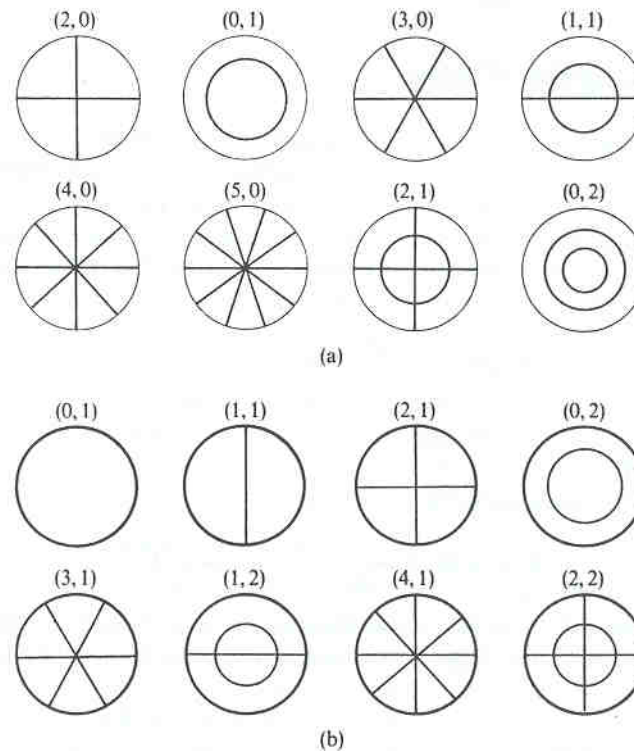 (2, 0) (0, 1) (3, 0) (1, 1)
(4, 0) (5, 0) (2, 1) (0, 2)
(a)
(0, 1) (1, 1) (2, 1) (0, 2)
(3, 1) (1, 2) (4, 1) (2, 2)
(b)